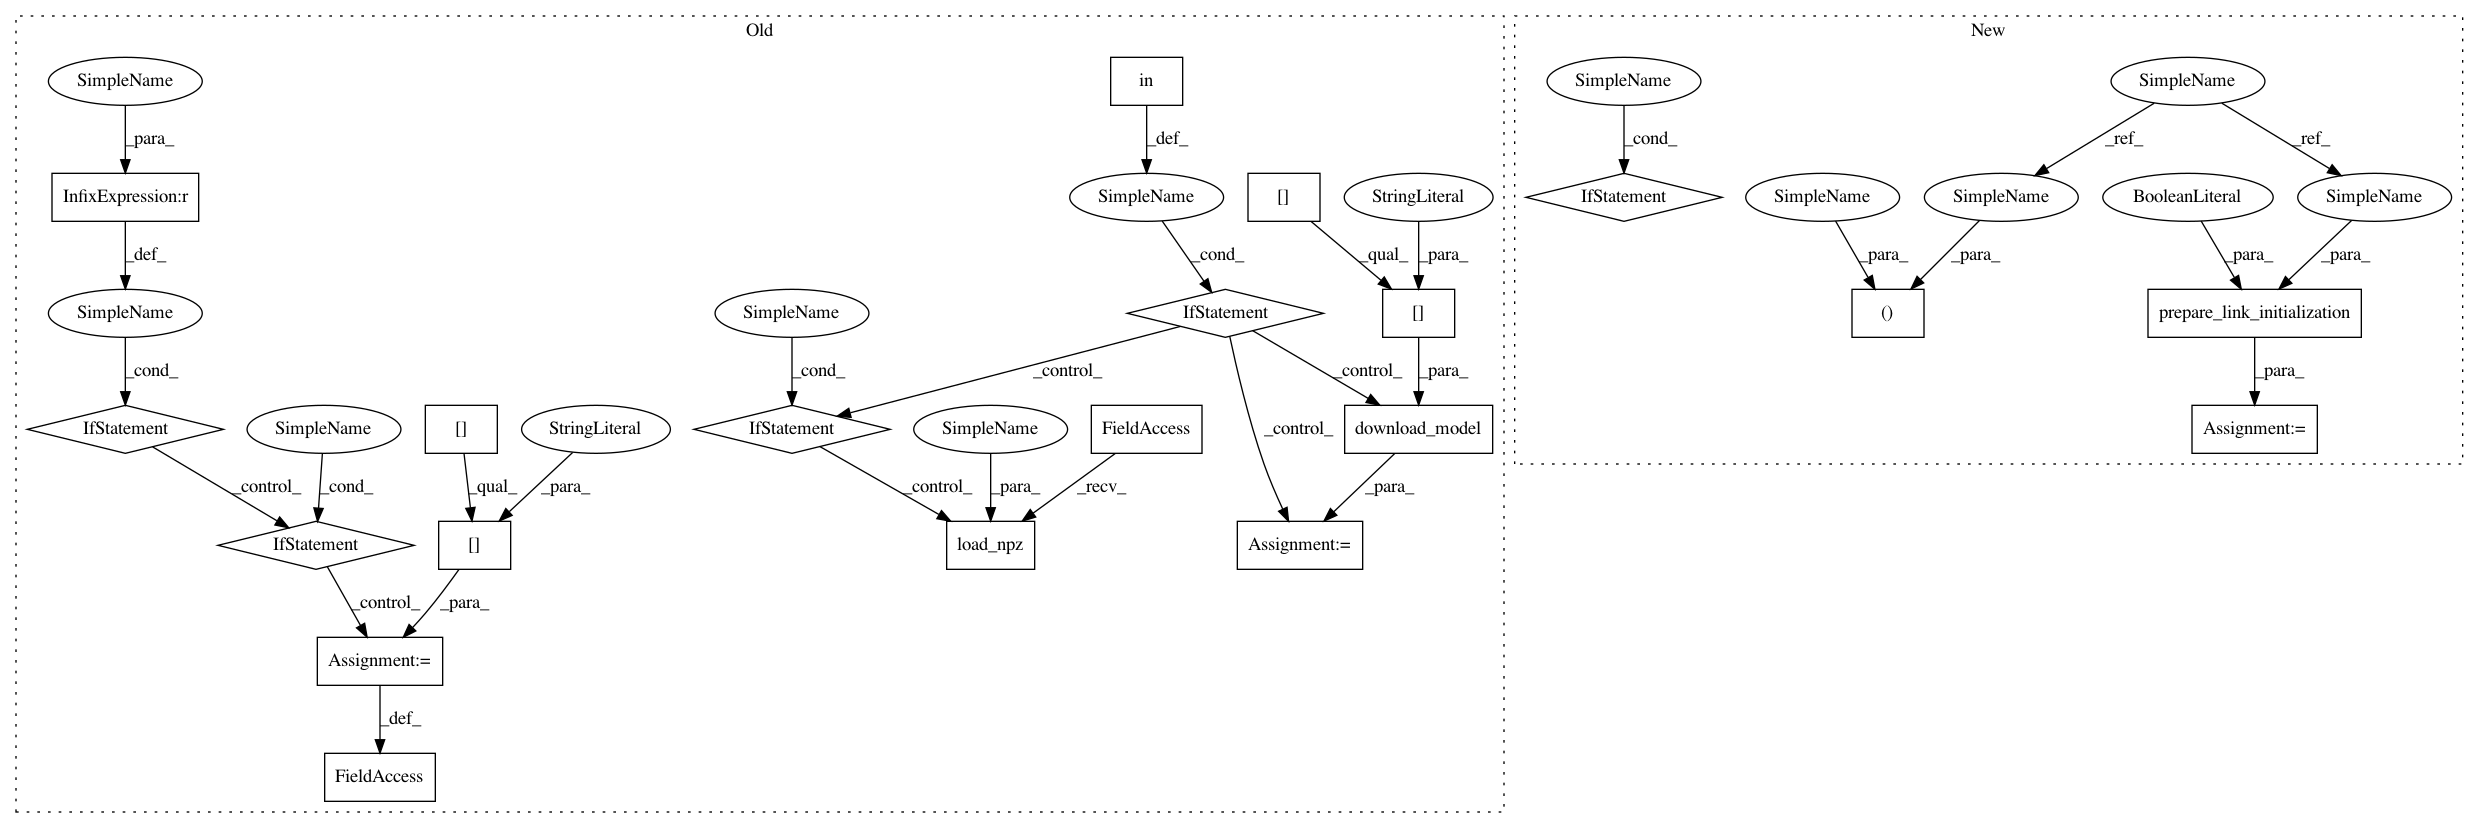 Old
New
SimpleName
in
SimpleName
SimpleName
_para_
_def_
_cond_
_ref_
_ref_
InfixExpression:r
SimpleName
[]
StringLiteral
IfStatement
SimpleName
SimpleName
BooleanLiteral
SimpleName
_def_
_cond_
_qual_
_para_
_para_
_para_
_para_
_para_
SimpleName
SimpleName
IfStatement
[]
()
prepare_link_initialization
_cond_
_cond_
_control_
_control_
_para_
_para_
IfStatement
SimpleName
[]
StringLiteral
IfStatement
SimpleName
FieldAccess
_control_
download_model
Assignment:=
_control_
_cond_
_qual_
_para_
_control_
_para_
_recv_
_para_
IfStatement
[]
load_npz
Assignment:=
_control_
_para_
Assignment:=
_def_
FieldAccess